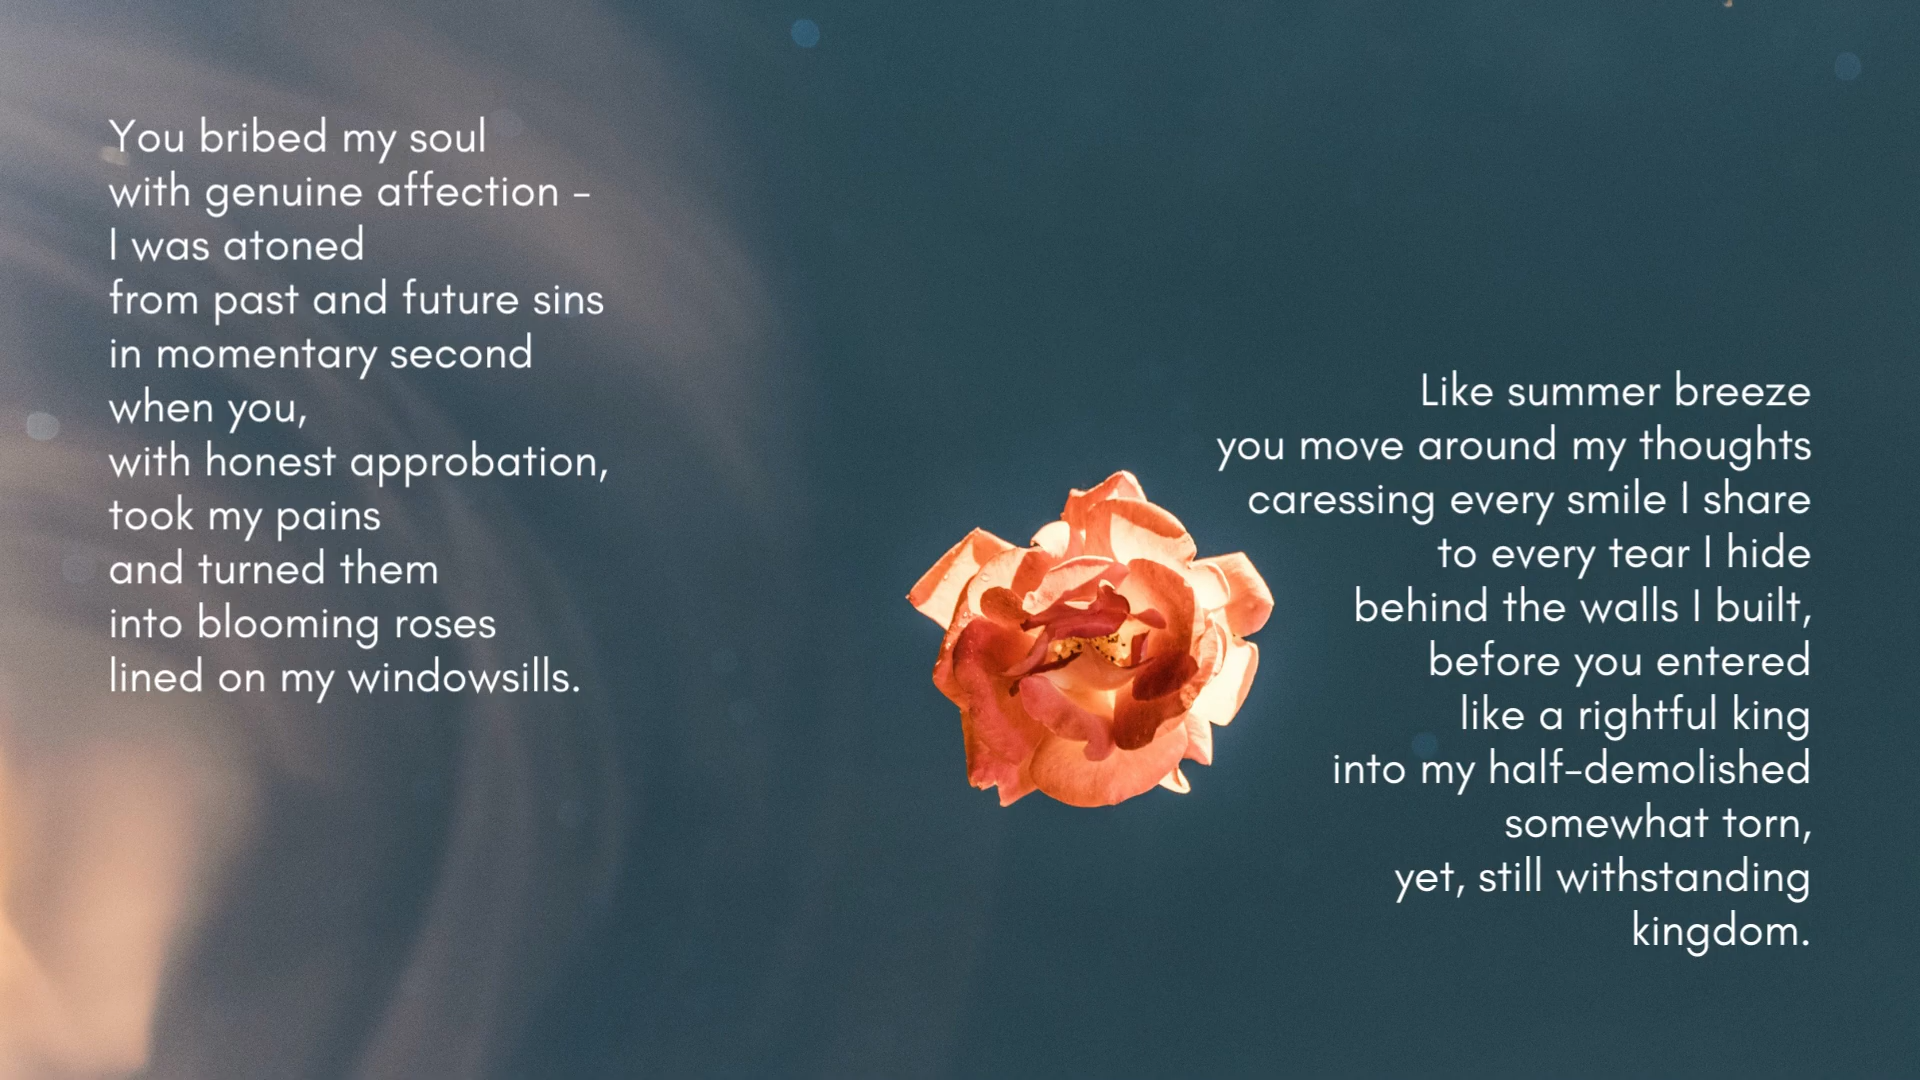 You bribed my soul
with genuine affection -
I was atoned
from past and future sins
in momentary second
when you,
with honest approbation,
took my pains
and turned them
into blooming roses
lined on my windowsills.
Like summer breeze
you move around my thoughts
caressing every smile I share
to every tear I hide
behind the walls I built,
before you entered
like a rightful king
into my half-demolished
somewhat torn,
yet, still withstanding
kingdom.